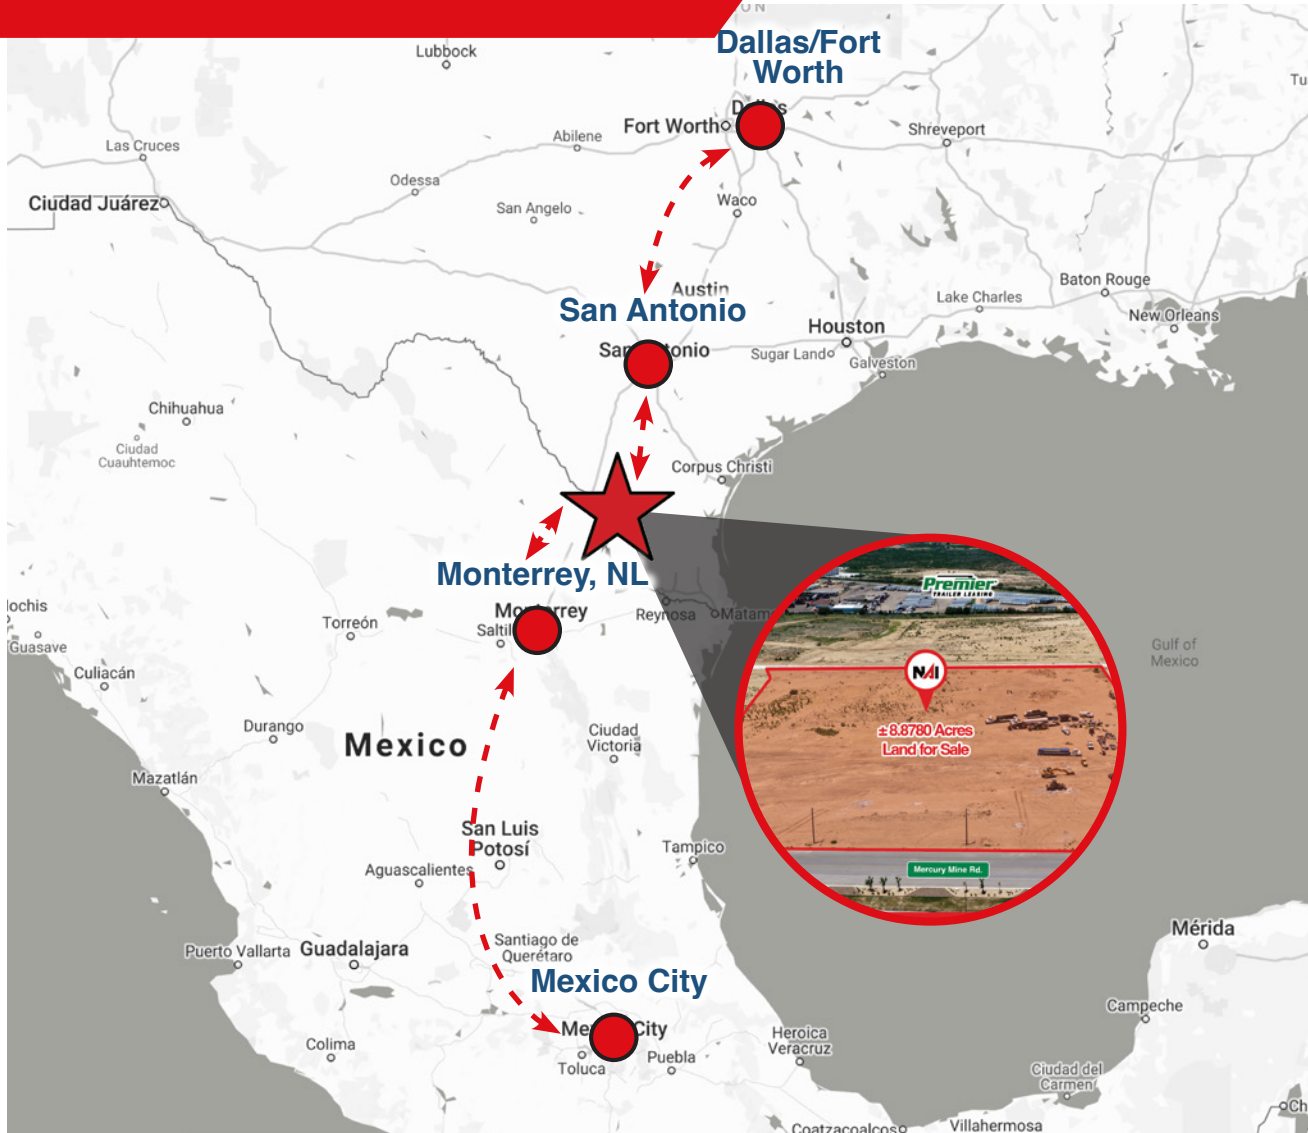 Dallas/Fort
Worth
Lubbock
Fort Worth
Abilene
Shreveport
Las Cruces
Odessa
Ciudad Juárez
San Angelo
Waco
Austin
Baton Rouge
Lake Charles
San Antonio
Houston
New Orleans
Sugar Land
Galveston
Chihuahua
Ciudad
Cuauhtemoc
Corpus Christi
Monterrey, NL
Premier
TRAILER LEASING
Reynosa
Matam
Saltil
Torreón
ochis
Guasave
Gulf of
Mexico
Culiacán
NAI
±8.8780 Acres
Land for Sale
Durango
Mexico
Ciudad
Victoria
Mazatlán
San Luis
Potosí
Tampico
Aguascalientes
Mercury Mine Rd.
Puerto Vallarta
Guadalajara
Santiago de
Querétaro
Mérida
Mexico City
Campeche
Colima
Toluca
Puebla
Heroica
Veracruz
Ciudad del
Carmen
Coatzacoalcos
Villahermosa
Ch